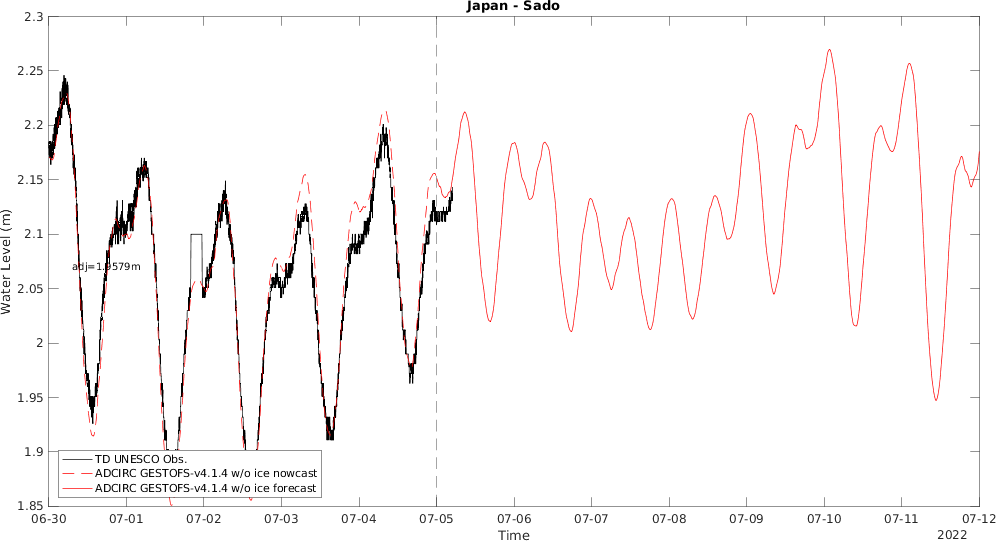 Japan - Sado
2.3
2.25
2.2
2.15
2.1
2.05
2
1.95
1.9
1.85
Water Level (m)
adj=1.9579m
TD UNESCO Obs.
ADCIRC GESTOFS-v4.1.4 w/o ice nowcast
ADCIRC GESTOFS-v4.1.4 w/o ice forecast
06-30 07-01 07-02 07-03 07-04 07-05 07-06 07-07 07-08 07-09 07-10 07-11 07-12
Time
2022